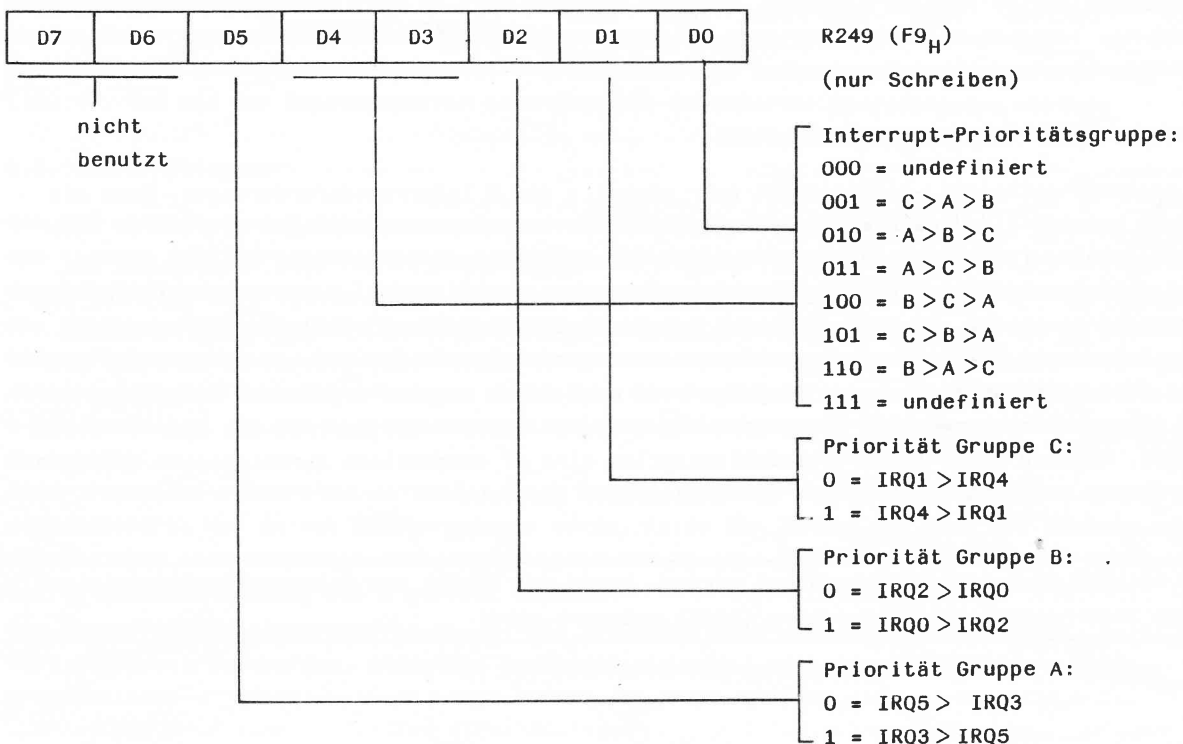 D7 D6 D5 D4 D3 D2 D1 D0
R249 (F9H)
(nur Schreiben)
nicht
benutzt
Interrupt-Prioritätsgruppe:
000 = undefiniert
001 = C > A > B
010 = A > B > C
011 = A > C > B
100 = B > C > A
101 = C > B > A
110 = B > A > C
111 = undefiniert
Priorität Gruppe C:
0 = IRQ1 > IRQ4
1 = IRQ4 > IRQ1
Priorität Gruppe B:
0 = IRQ2 > IRQ0
1 = IRQ0 > IRQ2
Priorität Gruppe A:
0 = IRQ5 > IRQ3
1 = IRQ3 > IRQ5